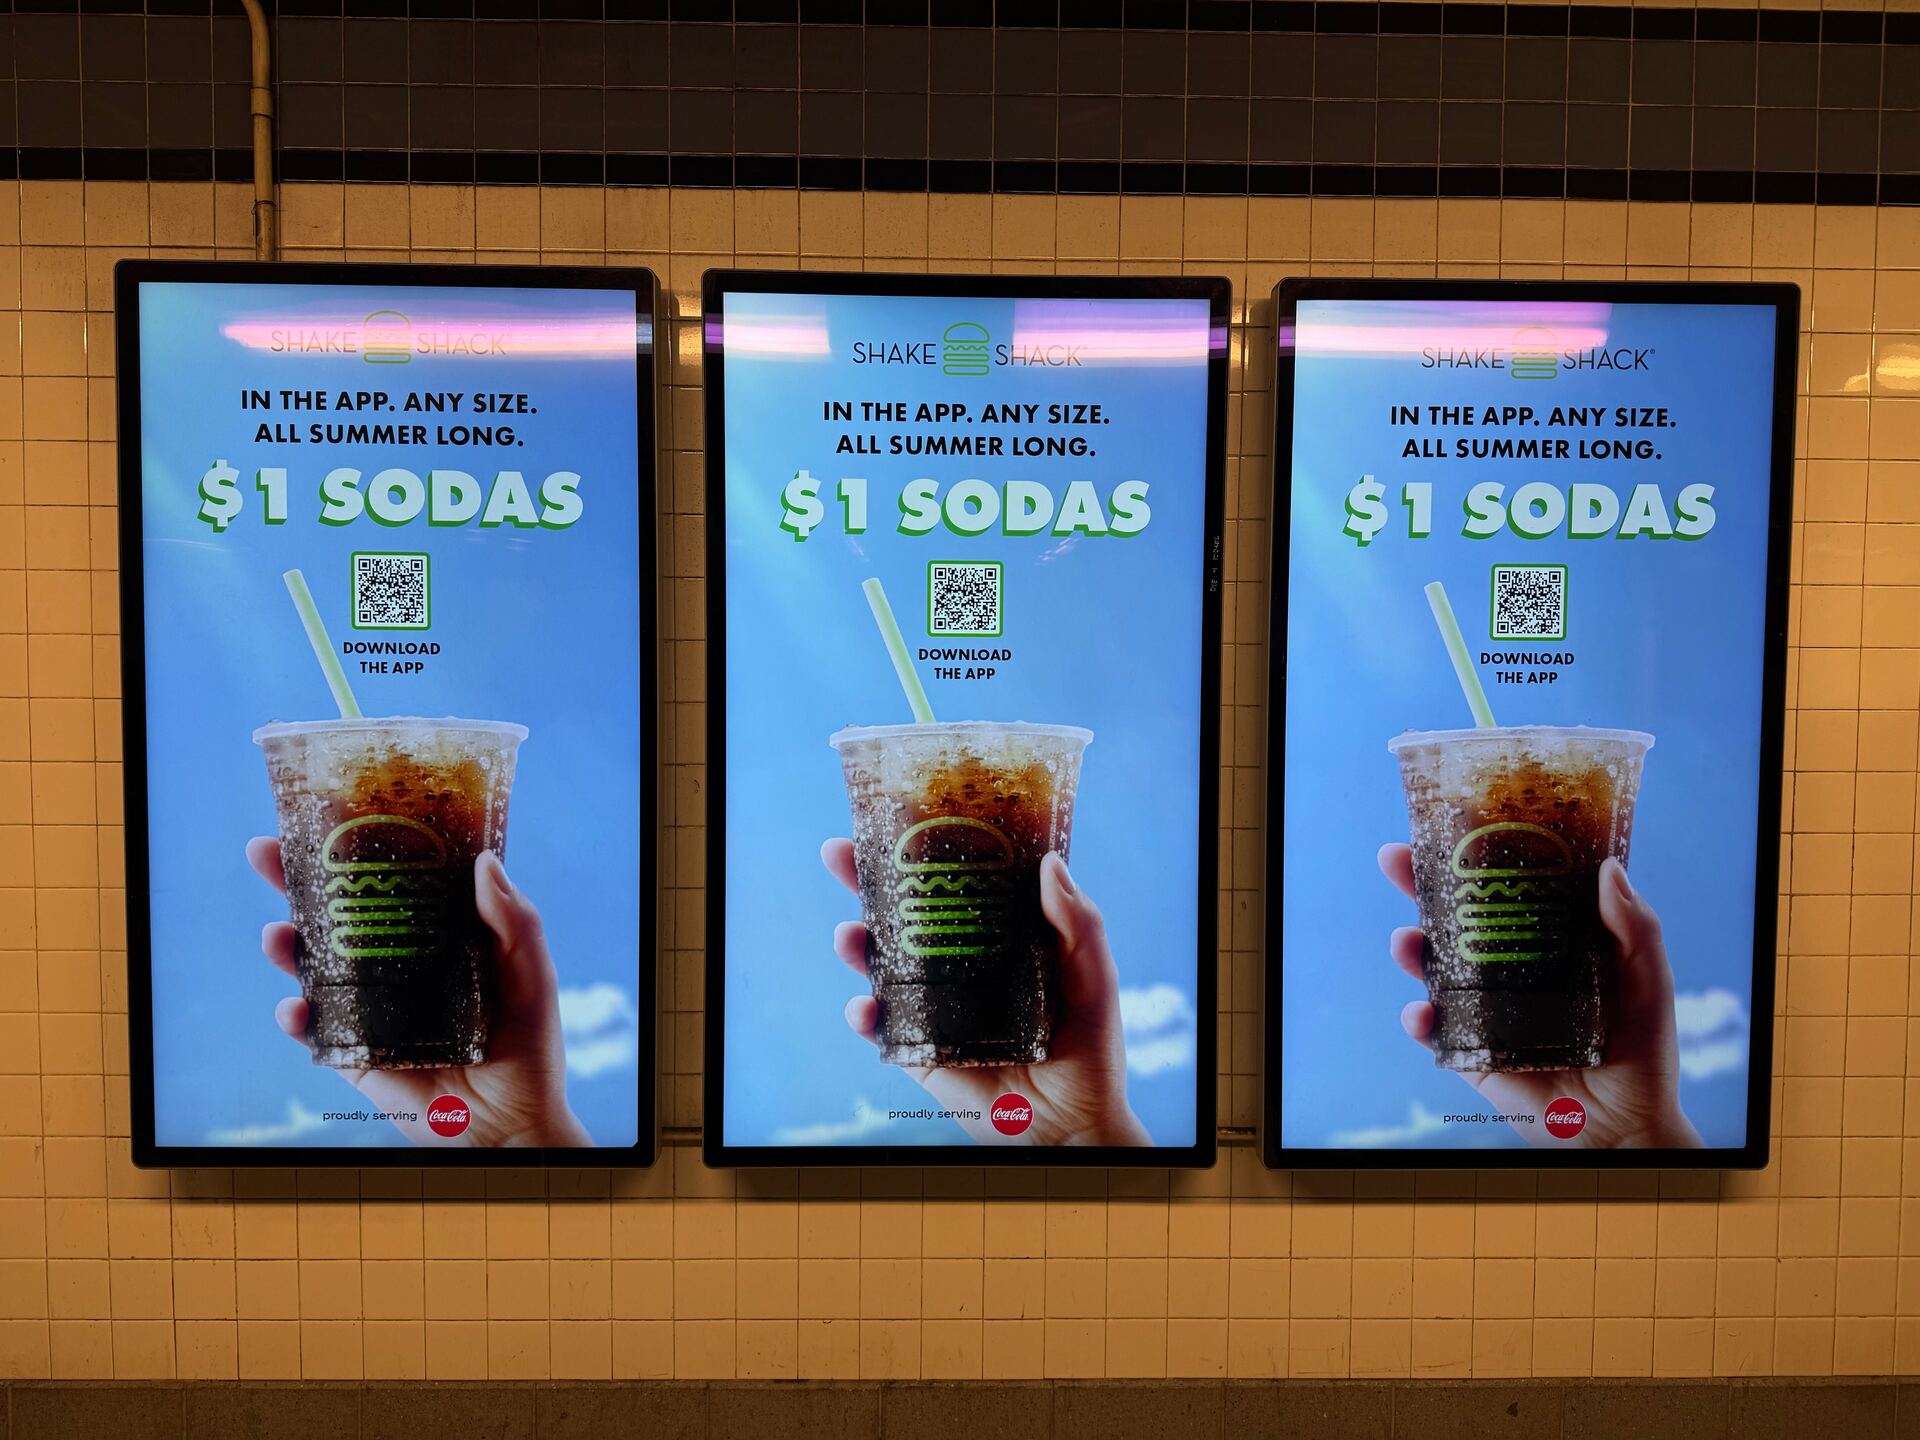 SHAKE SHACK
IN THE APP. ANY SIZE.
ALL SUMMER LONG.
$1 SODAS
DOWNLOAD
THE APP
proudly serving Coca-Cola
SHAKE SHACK
IN THE APP. ANY SIZE.
ALL SUMMER LONG.
$1 SODAS
DOWNLOAD
THE APP
proudly serving Coca-Cola
SHAKE SHACK®
IN THE APP. ANY SIZE.
ALL SUMMER LONG.
$1 SODAS
DOWNLOAD
THE APP
proudly serving Coca-Cola